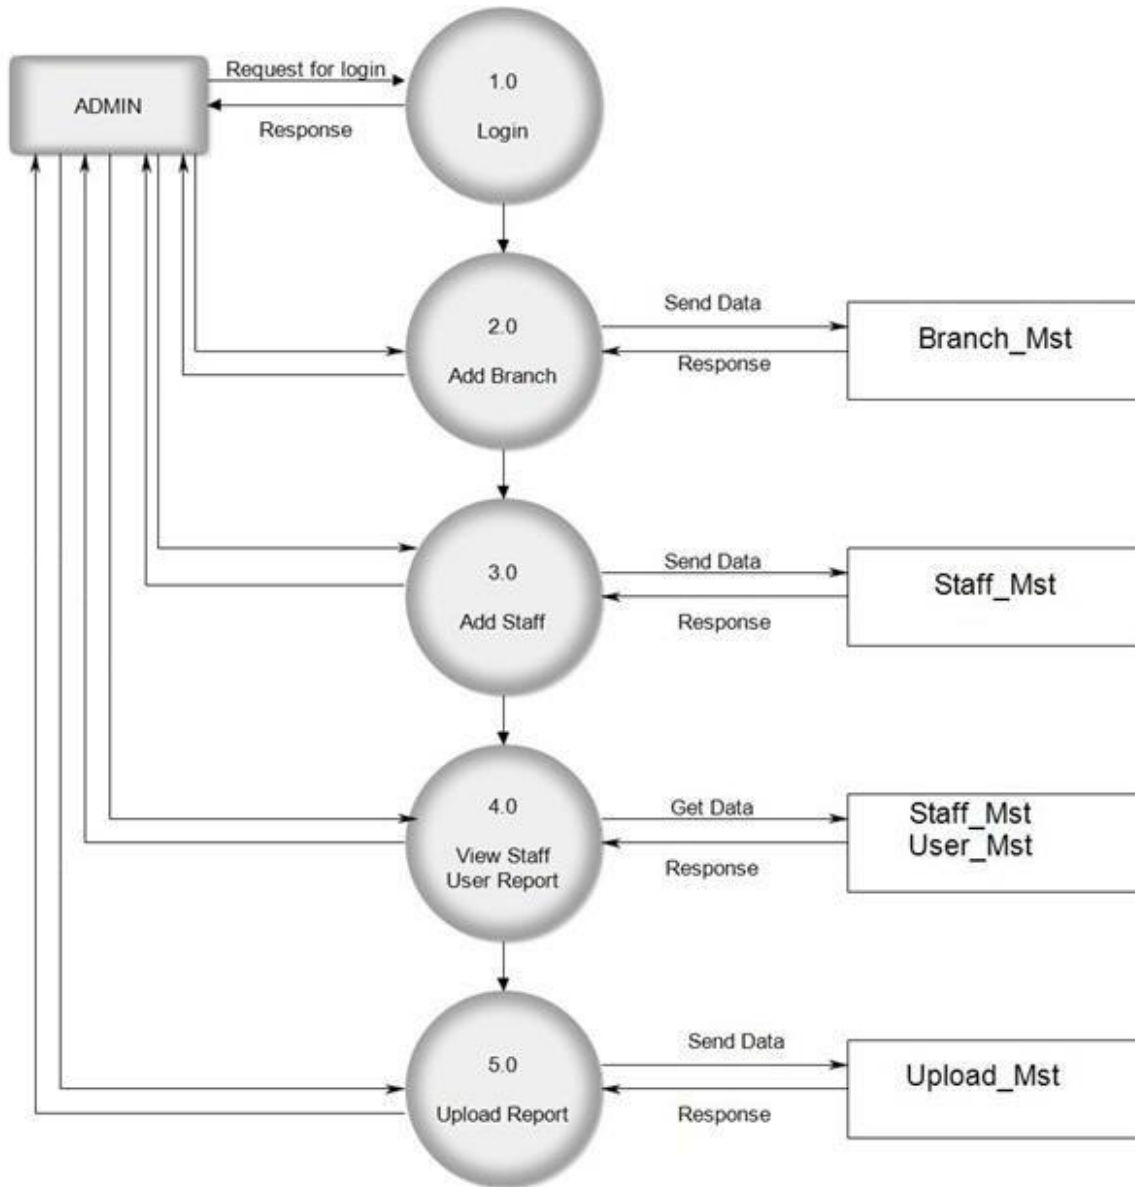 ADMIN
Request for login
Response
1.0
Login
2.0
Add Branch
Send Data
Response
Branch_Mst
3.0
Add Staff
Send Data
Response
Staff_Mst
4.0
View Staff
User Report
Get Data
Response
Staff_Mst
User_Mst
5.0
Upload Report
Send Data
Response
Upload_Mst